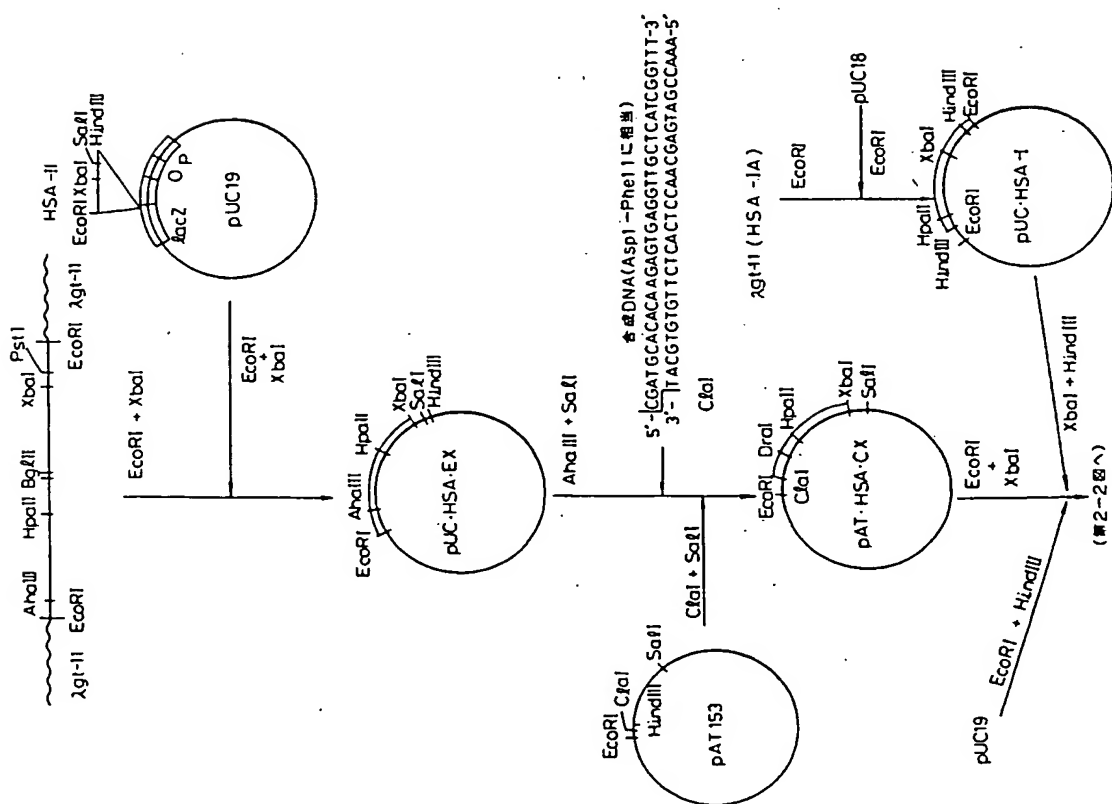 HSA-II
λgt-11
EcoRI
AhaIII
HpaII
BglII
XbaI
PstI
EcoRI
λgt-11
EcoRI XbaI SalI HindIII
lacZ
O
P
pUC19
EcoRI + XbaI
EcoRI
+
XbaI
EcoRI
AhaIII
HpaII
XbaI
SalI
HindIII
pUC·HSA·EX
AhaIII + SalI
合成DNA(Asp1-Phe11に相当)
5'-CGATGCACACAAGAGTGAGGTTGCTCATCGGTTT-3'
3'-TACGTGTGTTCTCACTCCAACGAGTAGCCAAA-5'
ClaI
EcoRI
ClaI
HindIII
SalI
pAT153
ClaI + SalI
EcoRI
ClaI
DraI
HpaII
XbaI
SalI
pAT·HSA·CX
EcoRI
+
XbaI
λgt-11 (HSA-IA)
EcoRI
pUC18
EcoRI
HindIII
EcoRI
HpaII
XbaI
HindIII
EcoRI
pUC·HSA-I
XbaI + HindIII
pUC19
EcoRI + HindIII
(第2-2図へ)